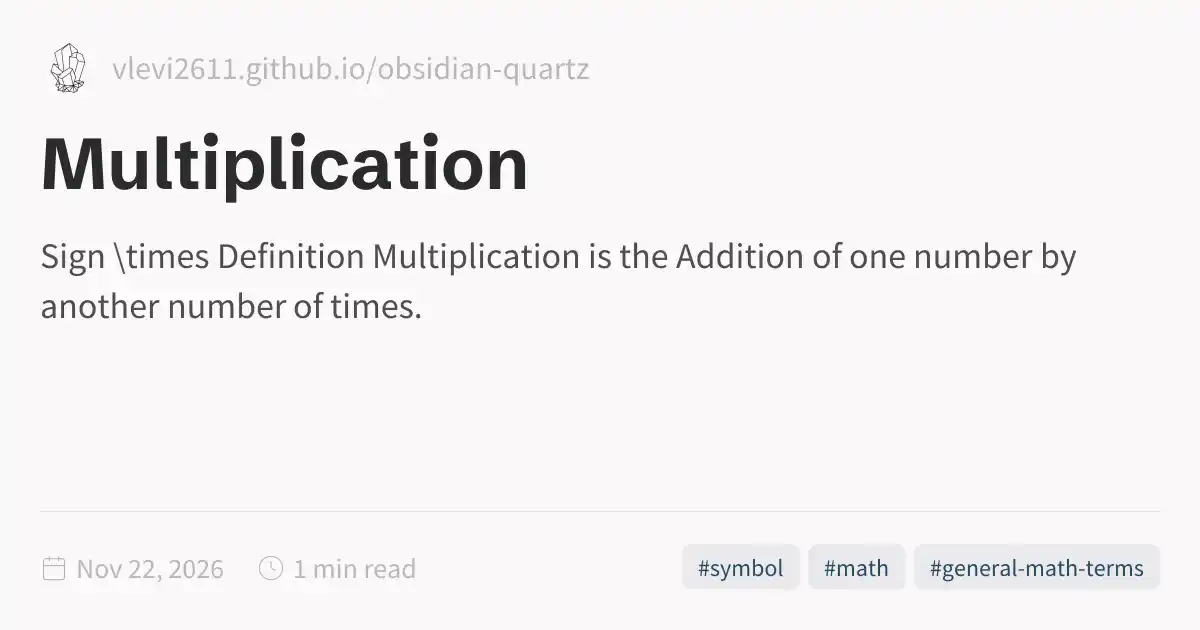 vlevi2611.github.io/obsidian-quartz
Multiplication
Sign \times Definition Multiplication is the Addition of one number by
another number of times.
Nov 22, 2026 1 min read #symbol #math #general-math-terms